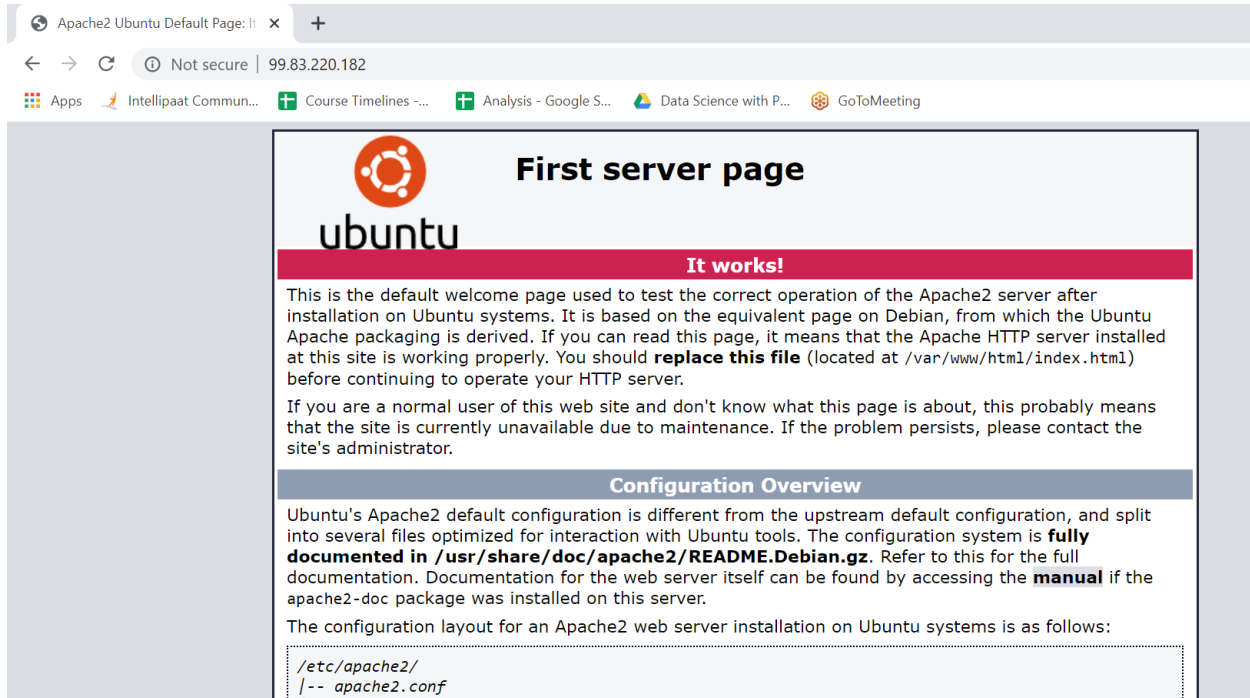 Apache2 Ubuntu Default Page: It
Not secure | 99.83.220.182
Apps Intellipaat Commun... Course Timelines -... Analysis - Google S... Data Science with P... GoToMeeting
ubuntu
First server page
It works!
This is the default welcome page used to test the correct operation of the Apache2 server after
installation on Ubuntu systems. It is based on the equivalent page on Debian, from which the Ubuntu
Apache packaging is derived. If you can read this page, it means that the Apache HTTP server installed
at this site is working properly. You should replace this file (located at /var/www/html/index.html)
before continuing to operate your HTTP server.
If you are a normal user of this web site and don't know what this page is about, this probably means
that the site is currently unavailable due to maintenance. If the problem persists, please contact the
site's administrator.
Configuration Overview
Ubuntu's Apache2 default configuration is different from the upstream default configuration, and split
into several files optimized for interaction with Ubuntu tools. The configuration system is fully
documented in /usr/share/doc/apache2/README.Debian.gz. Refer to this for the full
documentation. Documentation for the web server itself can be found by accessing the manual if the
apache2-doc package was installed on this server.
The configuration layout for an Apache2 web server installation on Ubuntu systems is as follows:
/etc/apache2/
|-- apache2.conf